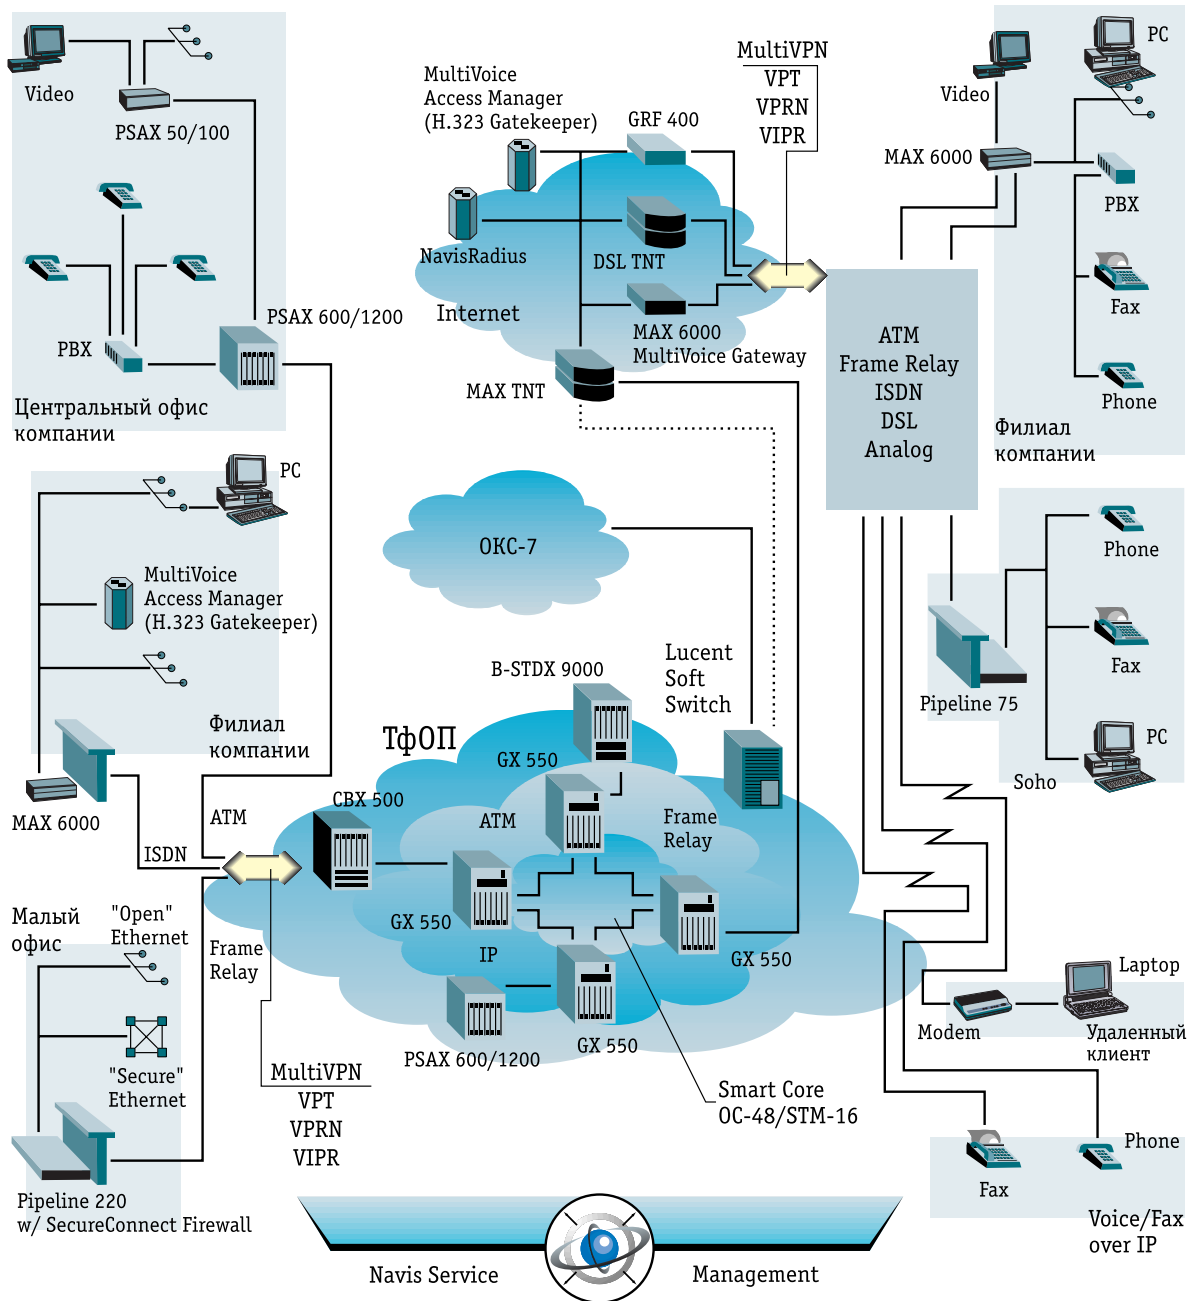 Video
PSAX 50/100
PBX
PSAX 600/1200
Центральный офис
компании
MultiVoice
Access Manager
(H.323 Gatekeeper)
GRF 400
MultiVPN
VPT
VPRN
VIPR
NavisRadius
DSL TNT
Internet
MAX 6000
MultiVoice Gateway
MAX TNT
ATM
Frame Relay
ISDN
DSL
Analog
PC
Video
MAX 6000
PBX
Fax
Phone
Филиал
компании
PC
MultiVoice
Access Manager
(H.323 Gatekeeper)
Филиал
компании
MAX 6000
ATM
ISDN
ОКС-7
Lucent
Soft
Switch
Phone
Fax
Pipeline 75
PC
Soho
B-STDX 9000
ТфОП
GX 550
CBX 500
ATM
Frame
Relay
GX 550
IP
GX 550
PSAX 600/1200
GX 550
Smart Core
OC-48/STM-16
Малый
офис
"Open"
Ethernet
Frame
Relay
"Secure"
Ethernet
MultiVPN
VPT
VPRN
VIPR
Pipeline 220
w/ SecureConnect Firewall
Laptop
Modem
Удаленный
клиент
Phone
Fax
Voice/Fax
over IP
Navis Service
Management